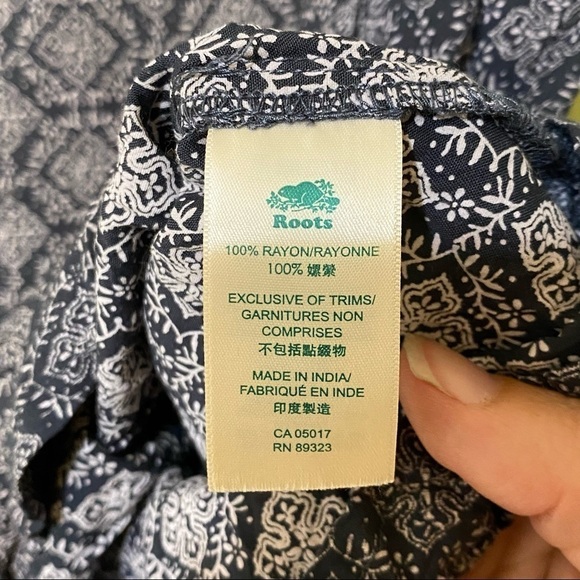 Roots
100% RAYON/RAYONNE
100% 嫘縈
EXCLUSIVE OF TRIMS/
GARNITURES NON
COMPRISES
不包括點綴物
MADE IN INDIA/
FABRIQUÉ EN INDE
印度製造
CA 05017
RN 89323